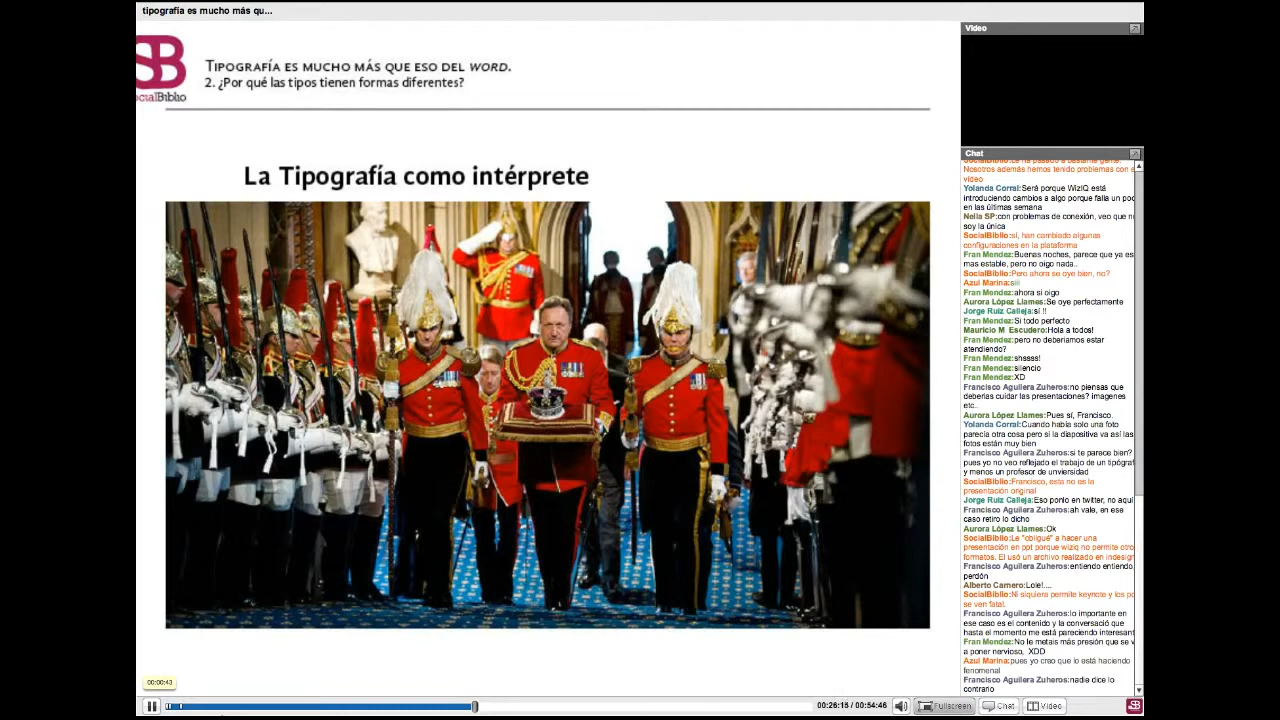 tipografía es mucho más qu...
SB
cialBiblio
TIPOGRAFÍA ES MUCHO MÁS QUE ESO DEL WORD.
2. ¿Por qué las tipos tienen formas diferentes?
La Tipografía como intérprete
00:00:43
00:26:15 / 00:54:46
Fullscreen
Chat
Video
Video
Chat
Nosotros además hemos tenido problemas con e
vídeo
Yolanda Corral:Será porque WizIQ está
introduciendo cambios a algo porque falla un poc
en las últimas semana
Neila SP:con problemas de conexión, veo que n
soy la única
SocialBiblio:sí, han cambiado algunas
configuraciones en la plataforma
Fran Mendez:Buenas noches, parece que ya es
mas estable, pero no oigo nada..
SocialBiblio:Pero ahora se oye bien, no?
Azul Marina:siii
Fran Mendez:ahora si oigo
Aurora López Llames:Se oye perfectamente
Jorge Ruiz Calleja:sí !!
Fran Mendez:Si todo perfecto
Mauricio M Escudero:Hola a todos!
Fran Mendez:pero no deberiamos estar
atendiendo?
Fran Mendez:shssss!
Fran Mendez:silencio
Fran Mendez:XD
Francisco Aguilera Zuheros:no piensas que
deberías cuidar las presentaciones? imagenes
etc..
Aurora López Llames:Pues sí, Francisco.
Yolanda Corral:Cuando había solo una foto
parecía otra cosa pero si la diapositiva va así las
fotos están muy bien
Francisco Aguilera Zuheros:si te parece bien?
pues yo no veo reflejado el trabajo de un tipógraf
y menos un profesor de unviersidad
SocialBiblio:Francisco, esta no es la
presentación original
Jorge Ruiz Calleja:Eso ponlo en twitter, no aquí
Francisco Aguilera Zuheros:ah vale, en ese
caso retiro lo dicho
Aurora López Llames:Ok
SocialBiblio:Le "obligué" a hacer una
presentación en ppt porque wiziq no permite otro
formatos. El usó un archivo realizado en indesign
Francisco Aguilera Zuheros:entiendo entiendo,
perdón
Alberto Camero:Lole!....
SocialBiblio:Ni siquiera permite keynote y los pd
se ven fatal.
Francisco Aguilera Zuheros:lo importante en
ese caso es el contenido y la conversació que
hasta el momento me está pareciendo interesant
Fran Mendez:No le metais más presión que se v
a poner nervioso, XDD
Azul Marina:pues yo creo que lo está haciendo
fenomenal
Francisco Aguilera Zuheros:nadie dice lo
contrario